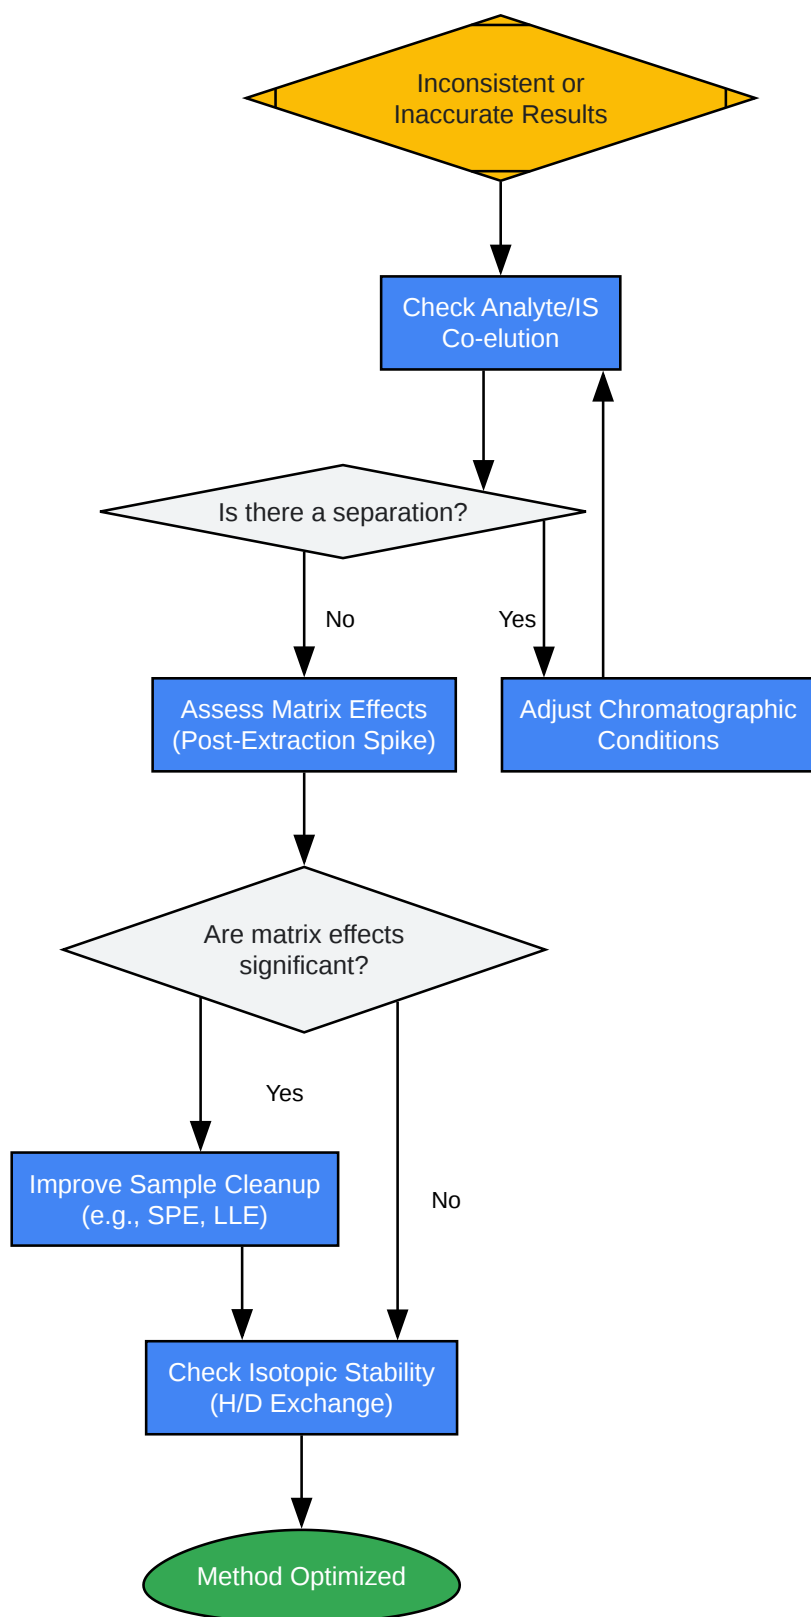 Inconsistent or
Inaccurate Results
Check Analyte/IS
Co-elution
Is there a separation?
No
Yes
Assess Matrix Effects
(Post-Extraction Spike)
Adjust Chromatographic
Conditions
Are matrix effects
significant?
Yes
Improve Sample Cleanup
(e.g., SPE, LLE)
No
Check Isotopic Stability
(H/D Exchange)
Method Optimized